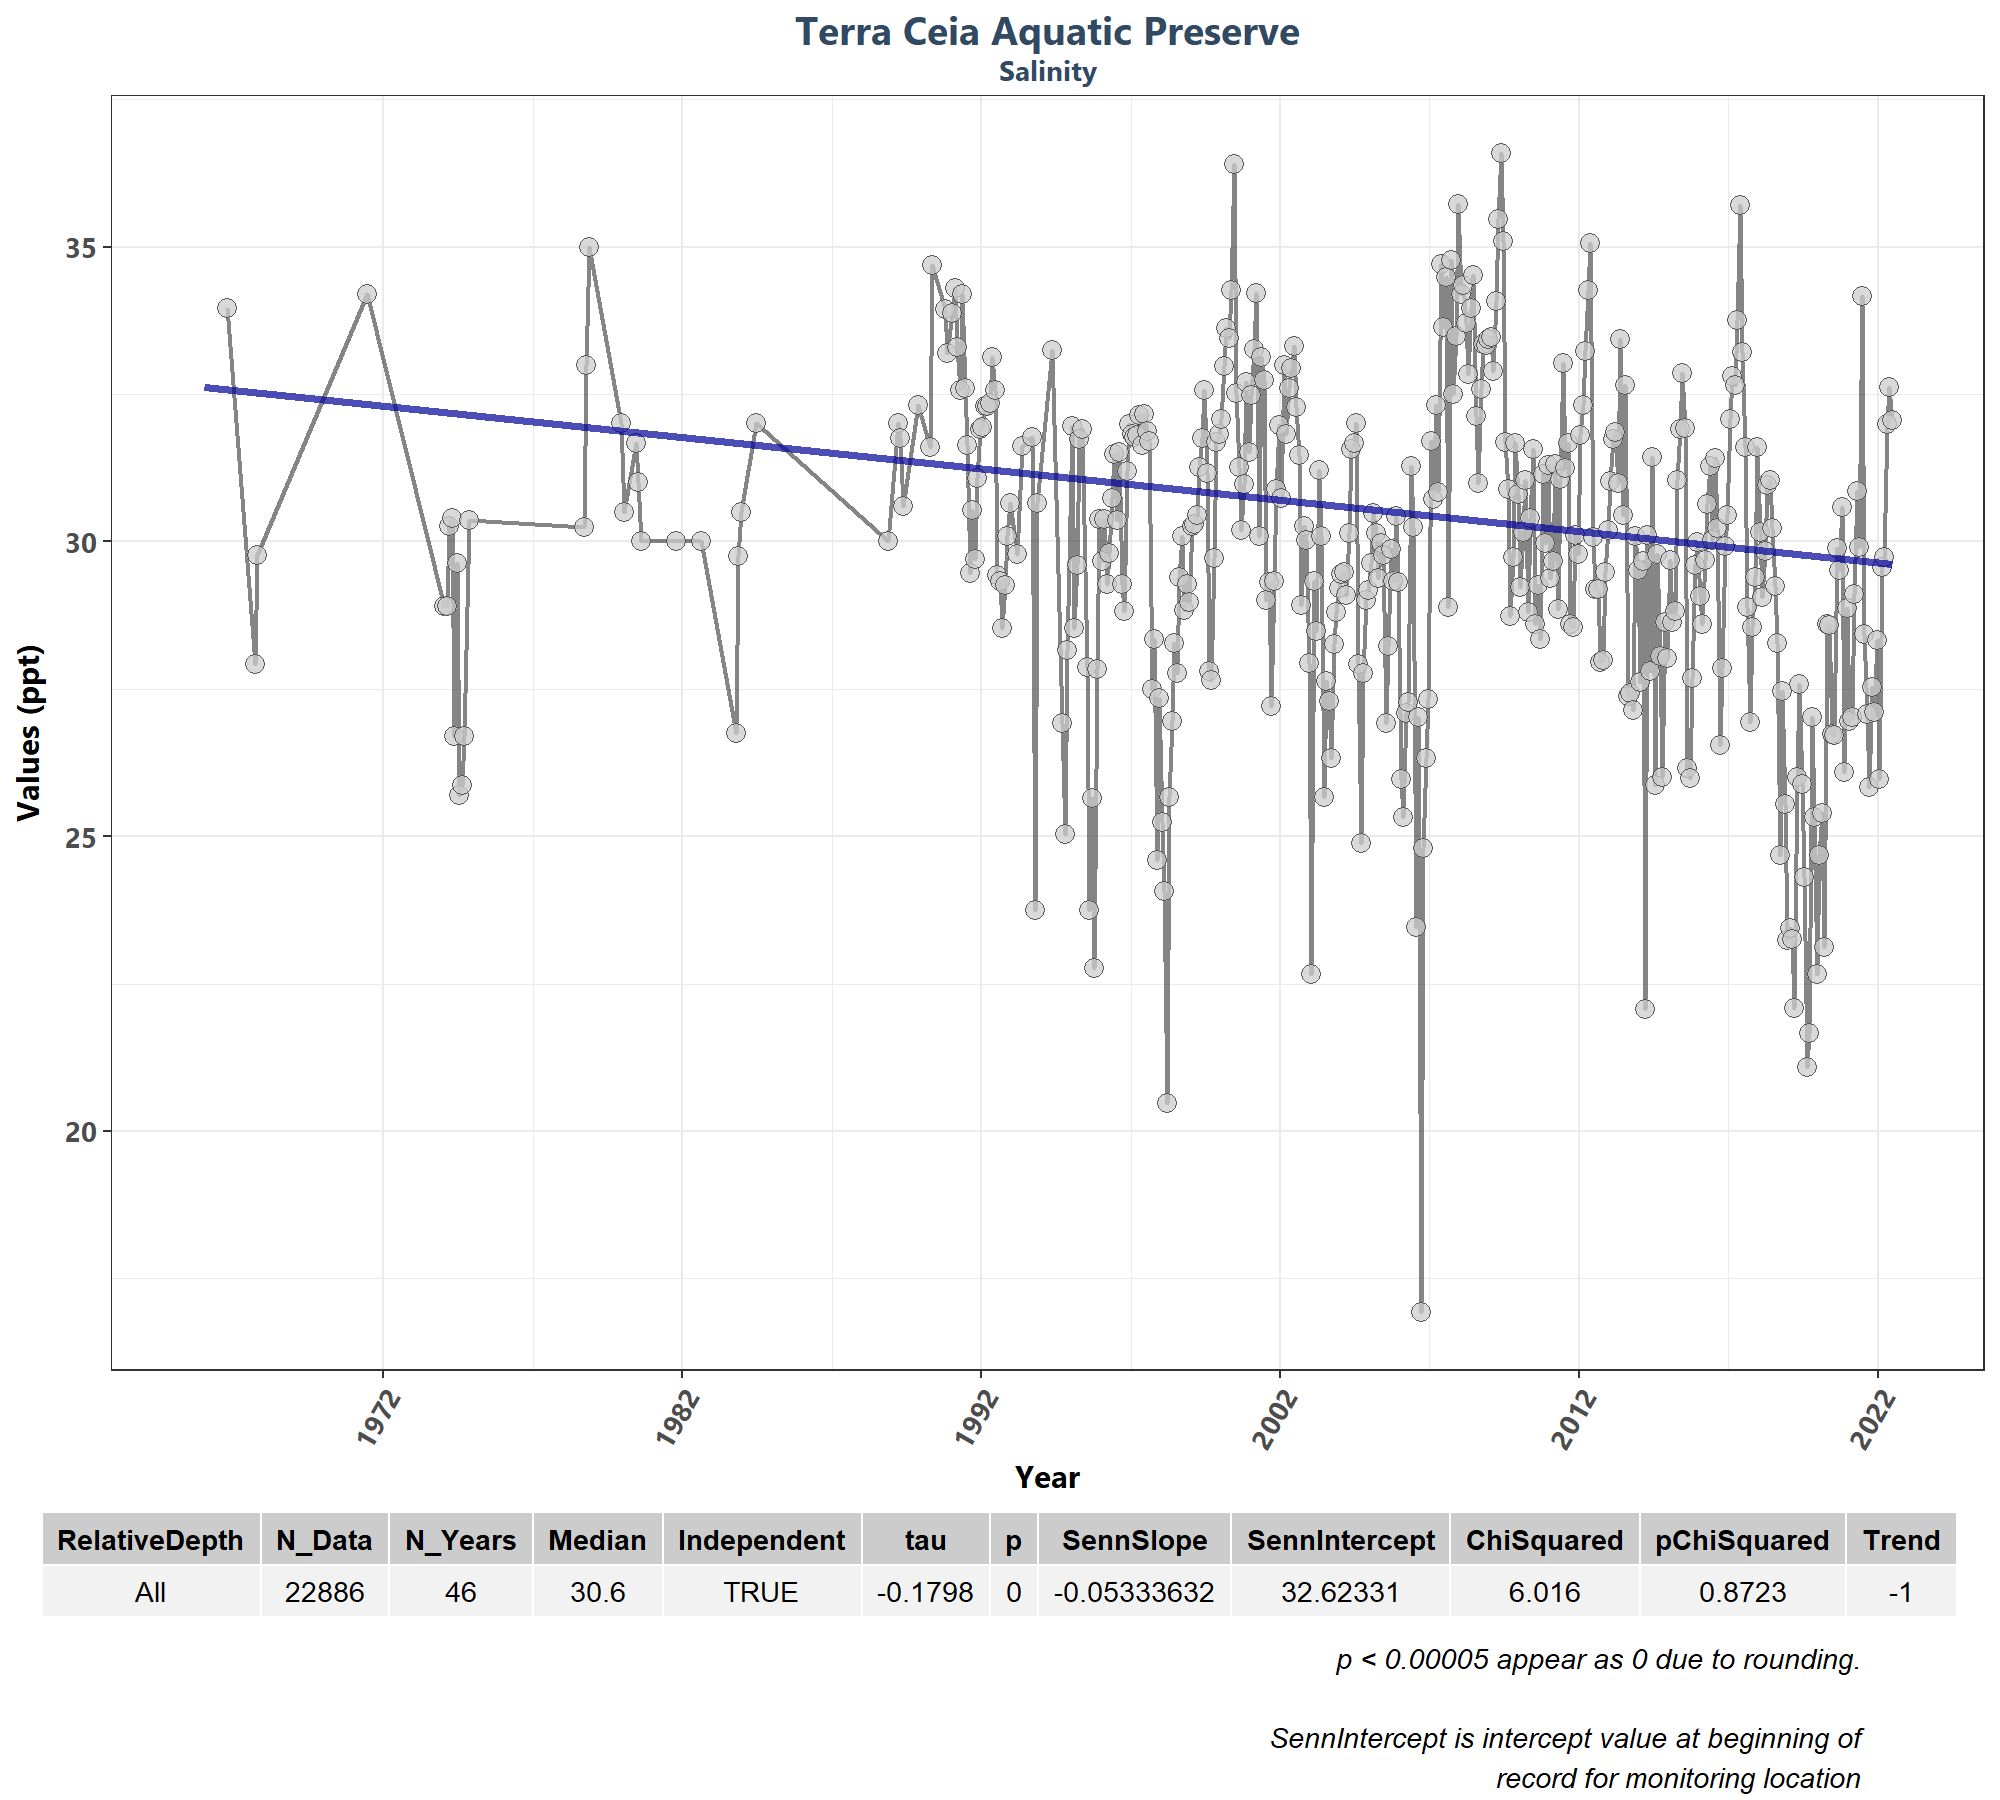 Terra Ceia Aquatic Preserve
Salinity
Values (ppt)
35
30
25
20
1972
1982
1992
2002
2012
2022
Year
RelativeDepth N_Data N_Years Median Independent tau p SennSlope SennIntercept ChiSquared pChiSquared Trend
All 22886 46 30.6 TRUE -0.1798 0 -0.05333632 32.62331 6.016 0.8723 -1
p < 0.00005 appear as 0 due to rounding.
SennIntercept is intercept value at beginning of
record for monitoring location